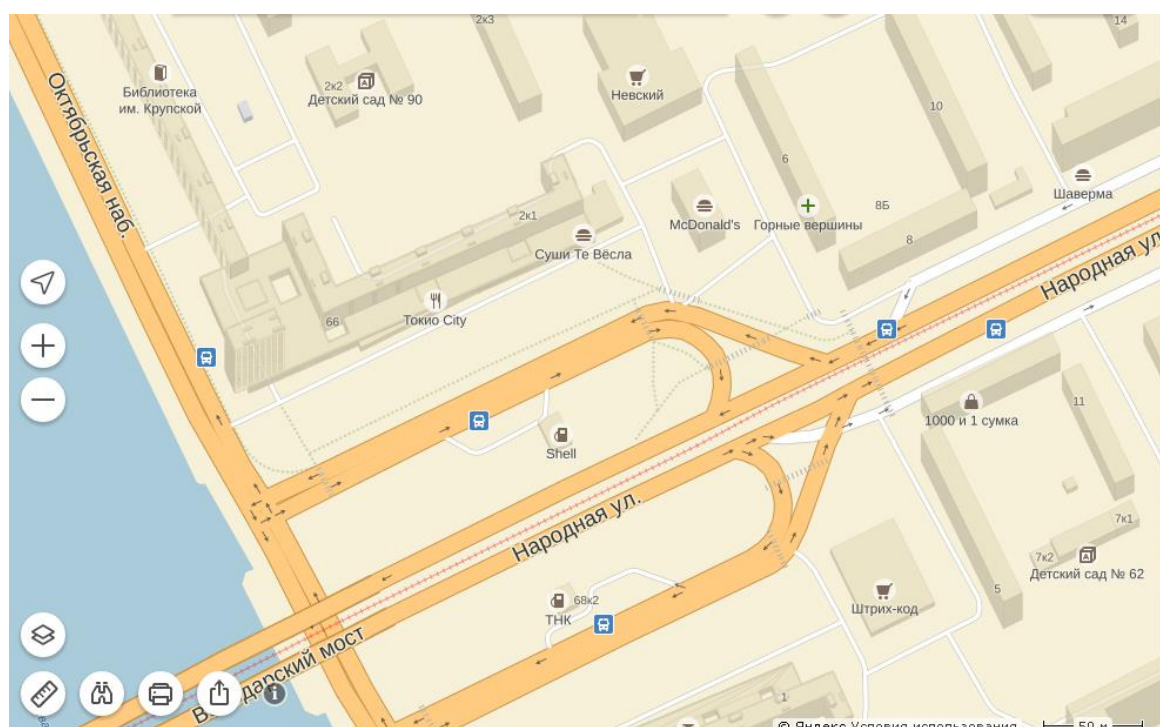 2к3
14
Библиотека
им. Крупской
2к2
Детский сад № 90
Невский
10
6
Октябрьская наб.
Шаверма
2к1
McDonald's
Горные вершины
8Б
8
Суши Те Вёсла
Народная ул
Токио City
66
1000 и 1 сумка
11
Shell
Народная ул.
7к1
7к2
Детский сад № 62
5
Штрих-код
68к2
ТНК
мост
1
© Яндекс Условия использования
50 м